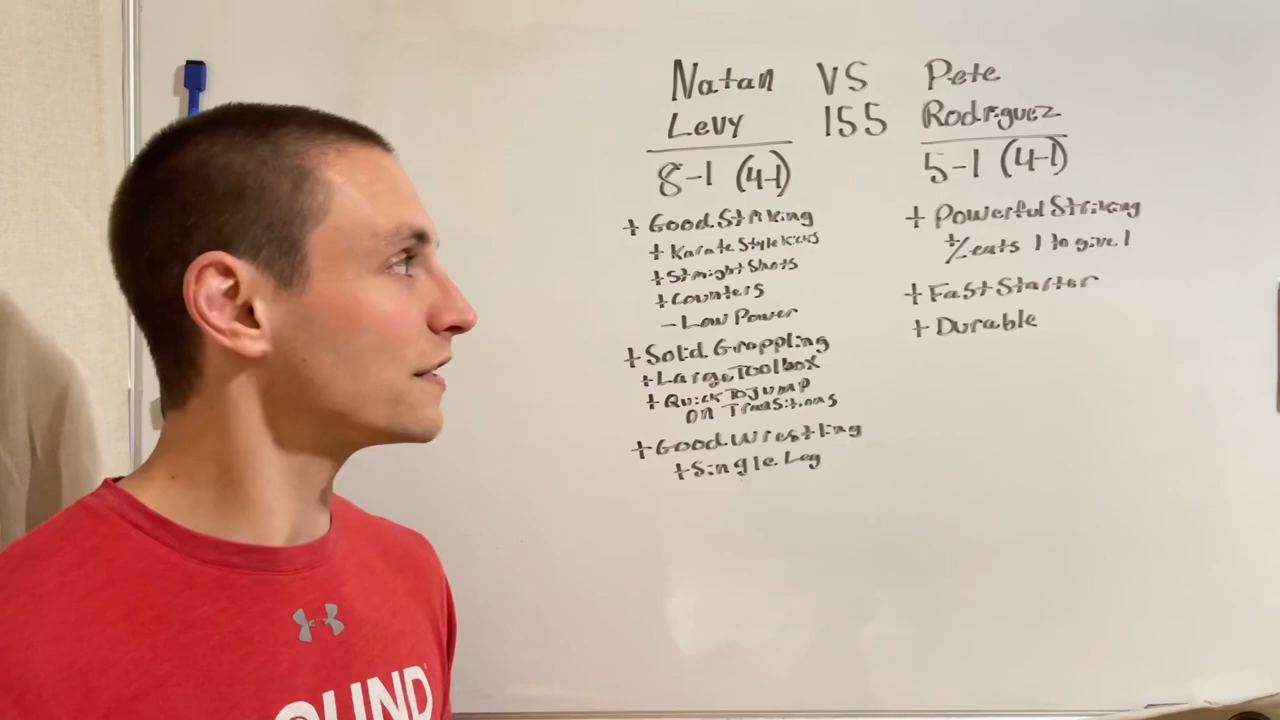 Natan VS Pete
Levy 155 Rodriguez
8-1 (4-1)
5-1 (4-1)
+ Good Striking
+ Karate Style Kicks
+ Straight Shots
+ Counters
- Low Power
+ Solid Grappling
+ Large Toolbox
+ Quick To Jump
on Transitions
+ Good Wrestling
+ Single Leg
+ Powerful Striking
+/- eats 1 to give 1
+ Fast Starter
+ Durable
OUND